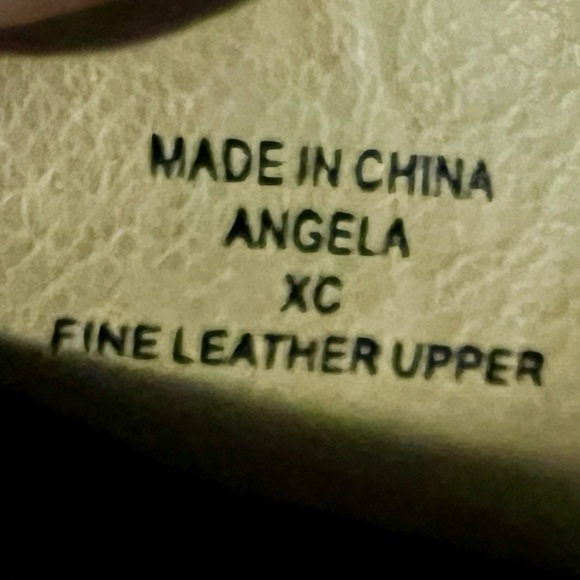 MADE IN CHINA
ANGELA
XC
FINE LEATHER UPPER